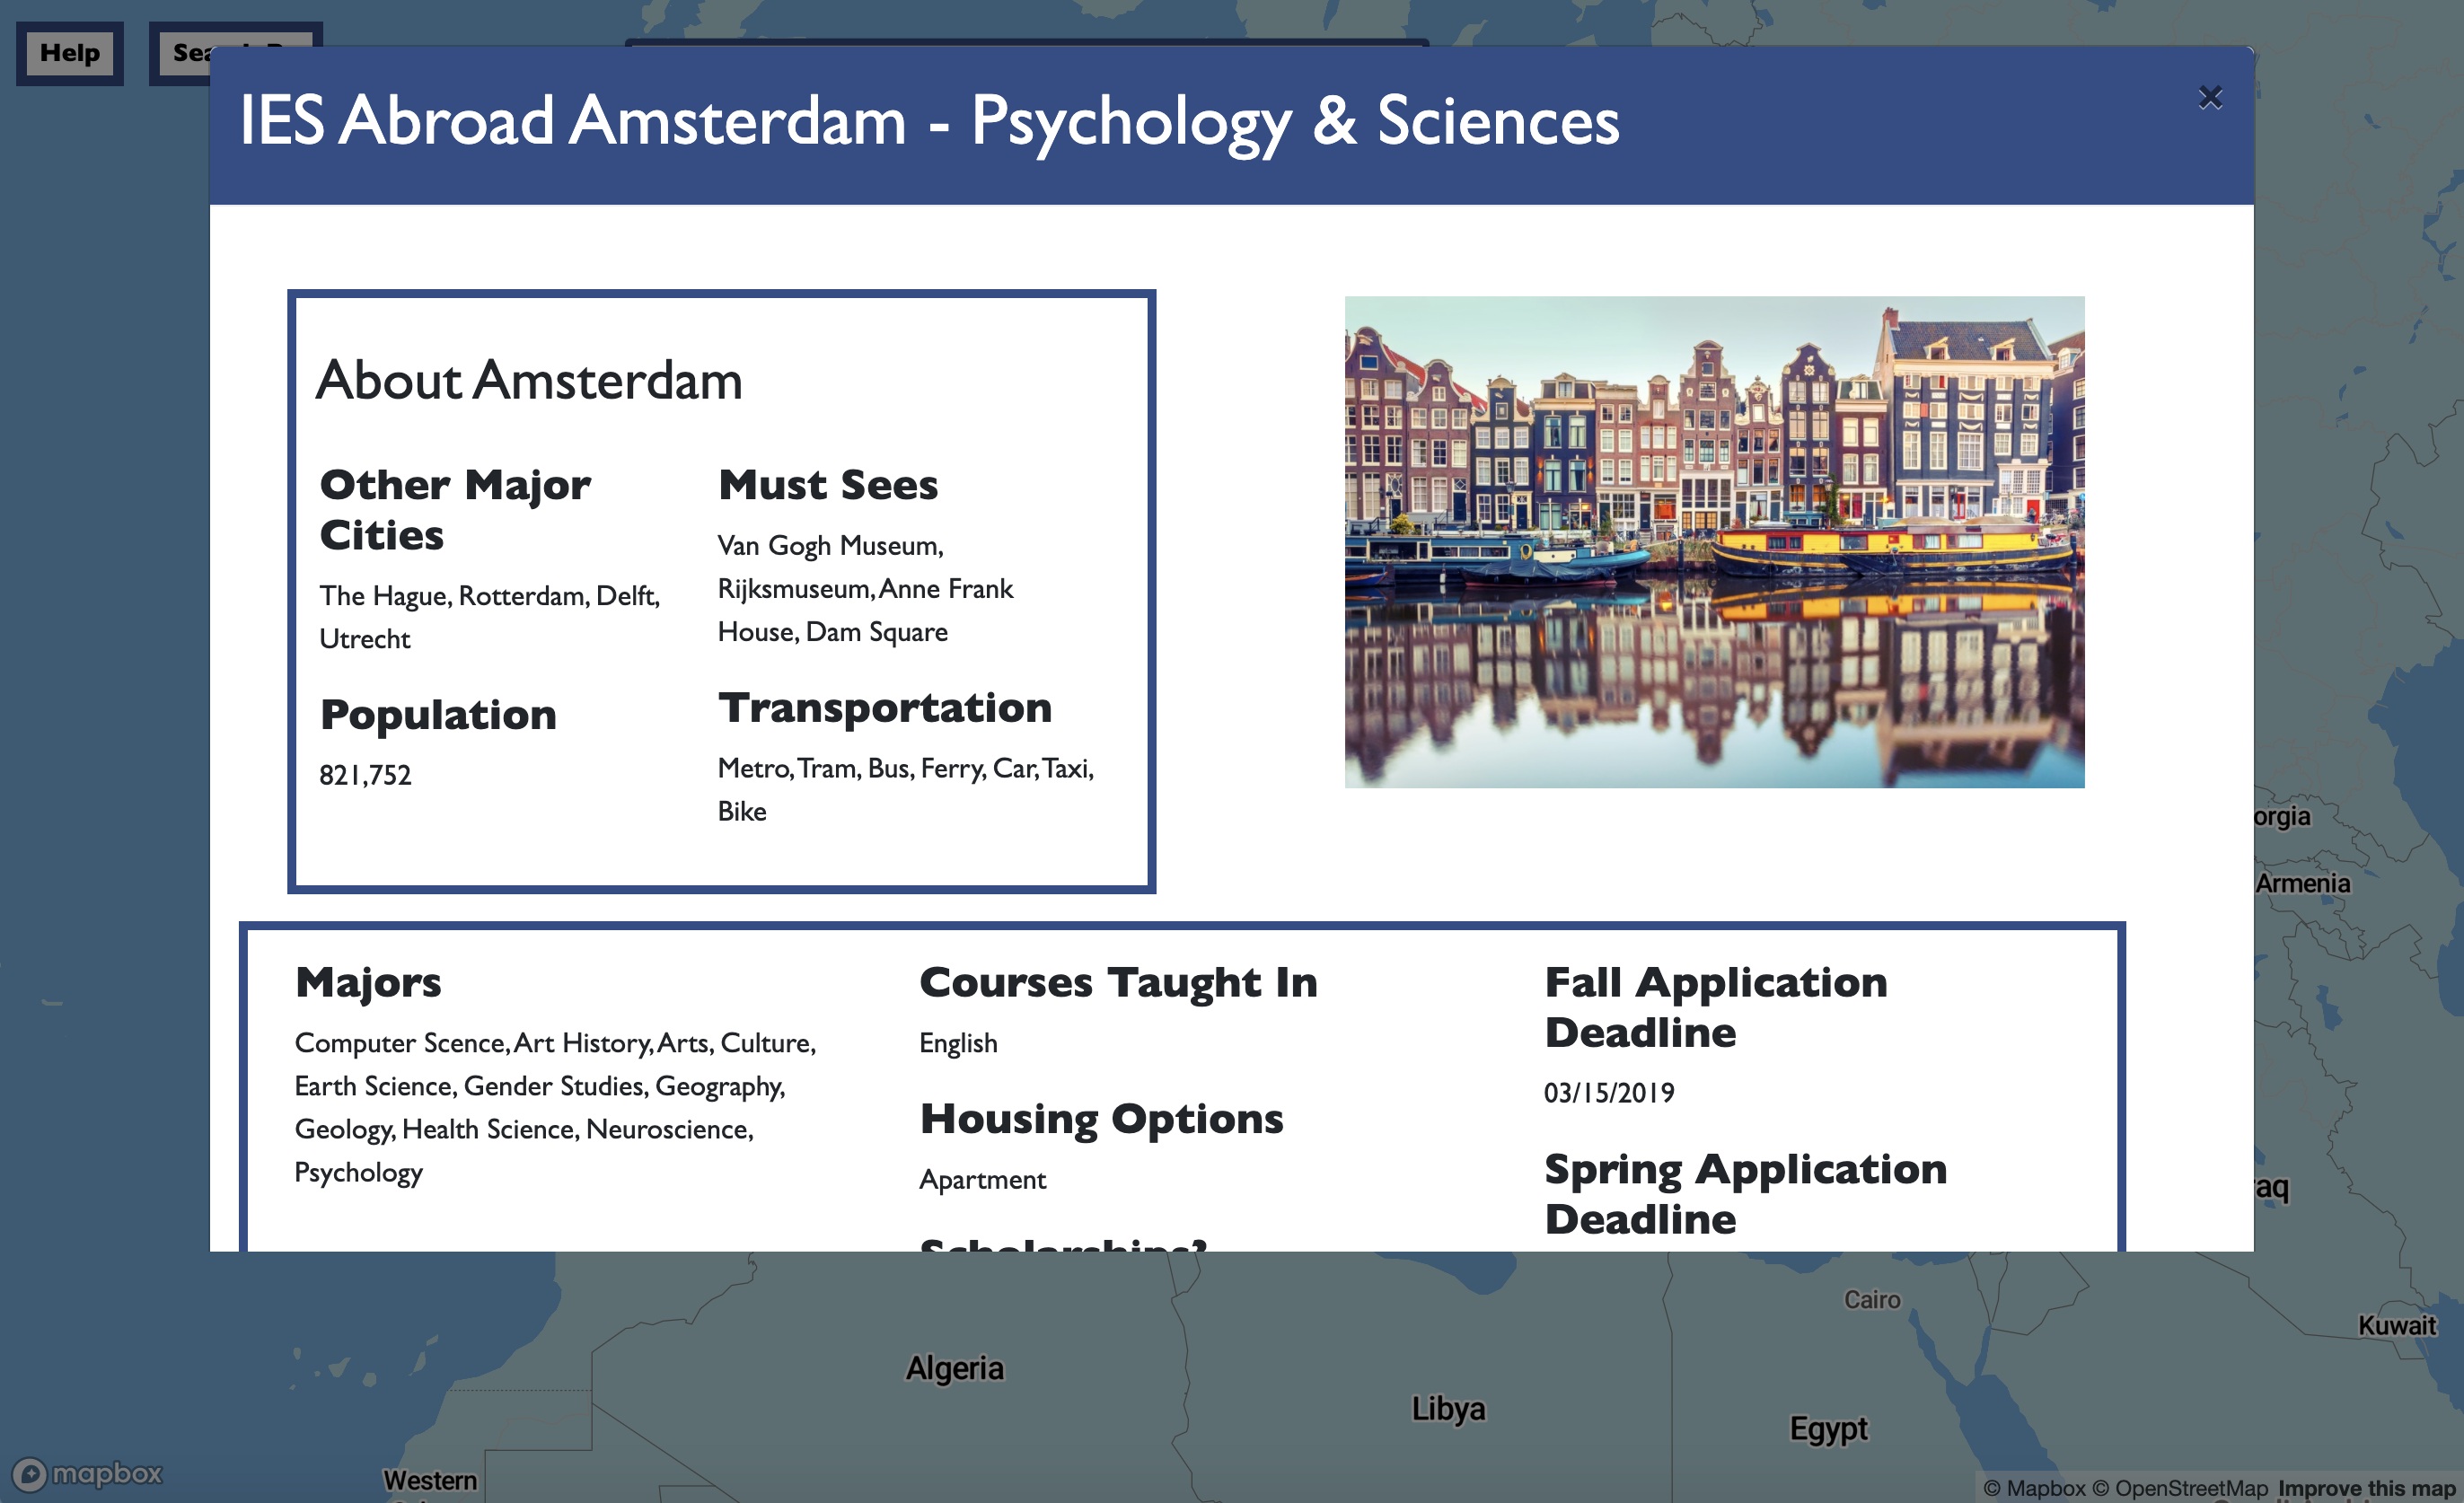 Help
IES Abroad Amsterdam - Psychology & Sciences
×
About Amsterdam
Other Major
Cities
The Hague, Rotterdam, Delft,
Utrecht
Population
821,752
Must Sees
Van Gogh Museum,
Rijksmuseum, Anne Frank
House, Dam Square
Transportation
Metro, Tram, Bus, Ferry, Car, Taxi,
Bike
Majors
Computer Scence, Art History, Arts, Culture,
Earth Science, Gender Studies, Geography,
Geology, Health Science, Neuroscience,
Psychology
Courses Taught In
English
Housing Options
Apartment
Scholarships?
Fall Application
Deadline
03/15/2019
Spring Application
Deadline
orgia
Armenia
raq
Cairo
Kuwait
Algeria
Libya
Egypt
Western
mapbox
© Mapbox © OpenStreetMap Improve this map